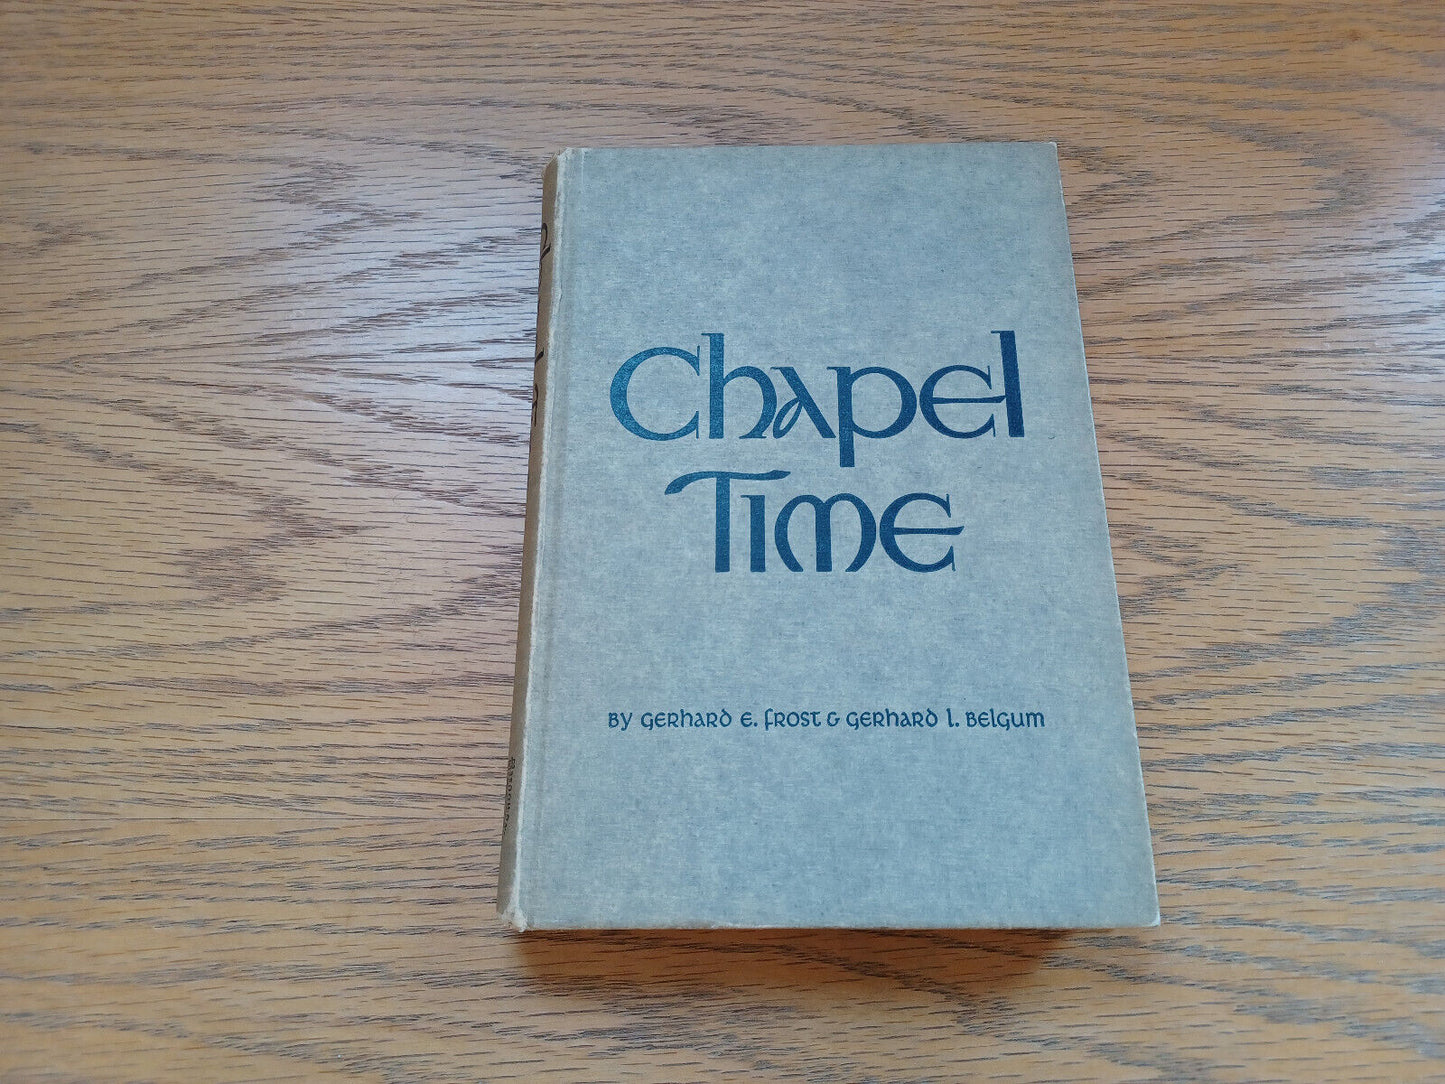 Chapel
Time
By Gerhard E. Frost & Gerhard L. Belgum